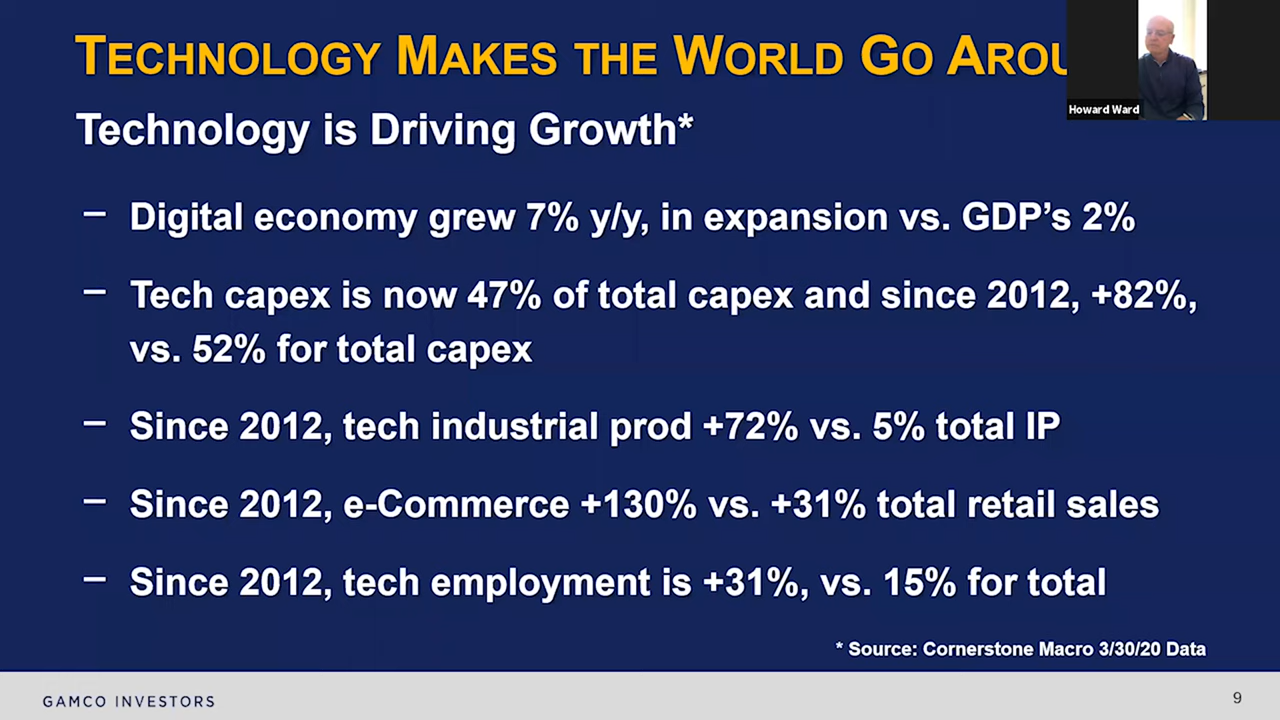 TECHNOLOGY MAKES THE WORLD GO AROU
Howard Ward
Technology is Driving Growth*
– Digital economy grew 7% y/y, in expansion vs. GDP’s 2%
– Tech capex is now 47% of total capex and since 2012, +82%,
vs. 52% for total capex
– Since 2012, tech industrial prod +72% vs. 5% total IP
– Since 2012, e-Commerce +130% vs. +31% total retail sales
– Since 2012, tech employment is +31%, vs. 15% for total
* Source: Cornerstone Macro 3/30/20 Data
GAMCO INVESTORS
9